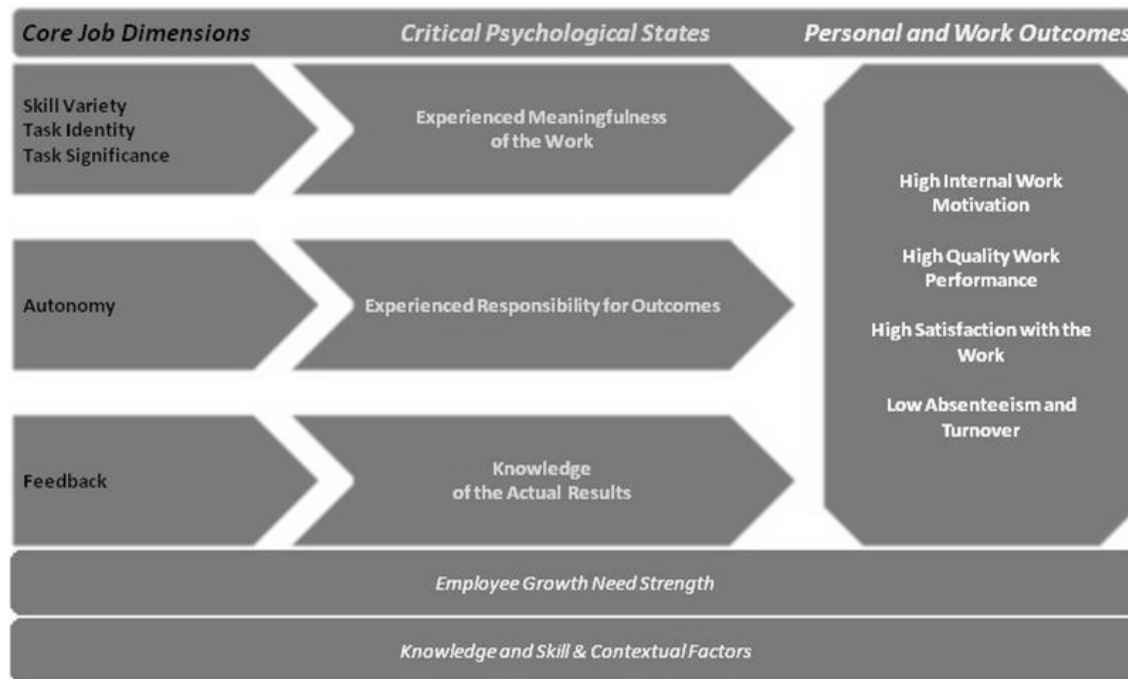 Core Job Dimensions
Critical Psychological States
Personal and Work Outcomes
Skill Variety
Task Identity
Task Significance
Experienced Meaningfulness
of the Work
Autonomy
Experienced Responsibility for Outcomes
Feedback
Knowledge
of the Actual Results
High Internal Work
Motivation
High Quality Work
Performance
High Satisfaction with the
Work
Low Absenteeism and
Turnover
Employee Growth Need Strength
Knowledge and Skill & Contextual Factors